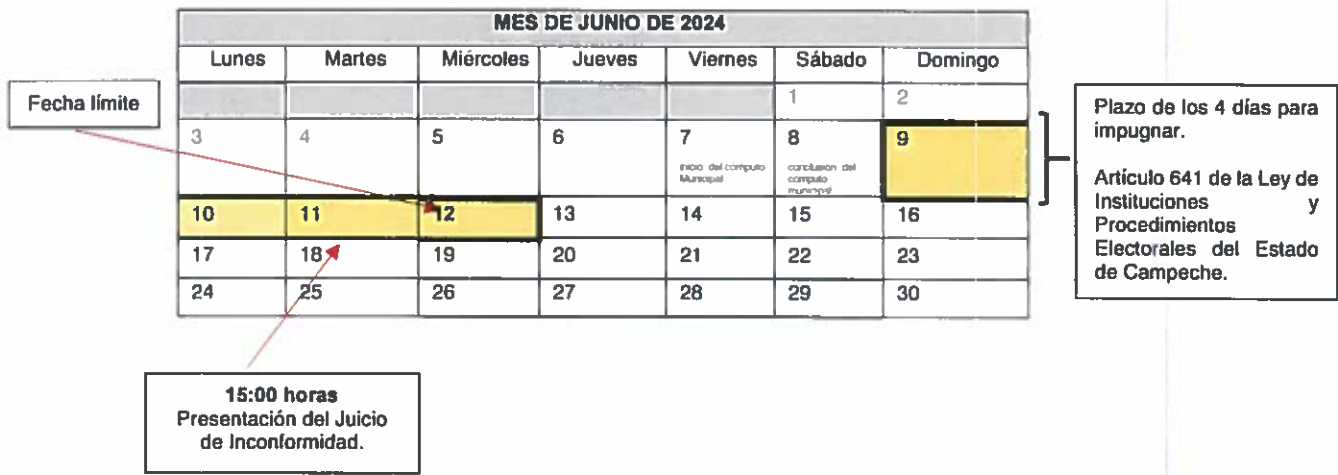 MES DE JUNIO DE 2024
Lunes Martes Miércoles Jueves Viernes Sábado Domingo
1 2
3 4 5 6 7 8 9
Inicio del cómputo
Municipal
conclusión del
cómputo
municipal
10 11 12 13 14 15 16
17 18 19 20 21 22 23
24 25 26 27 28 29 30
Fecha límite
Plazo de los 4 días para
impugnar.
Artículo 641 de la Ley de
Instituciones y
Procedimientos
Electorales del Estado
de Campeche.
15:00 horas
Presentación del Juicio
de Inconformidad.